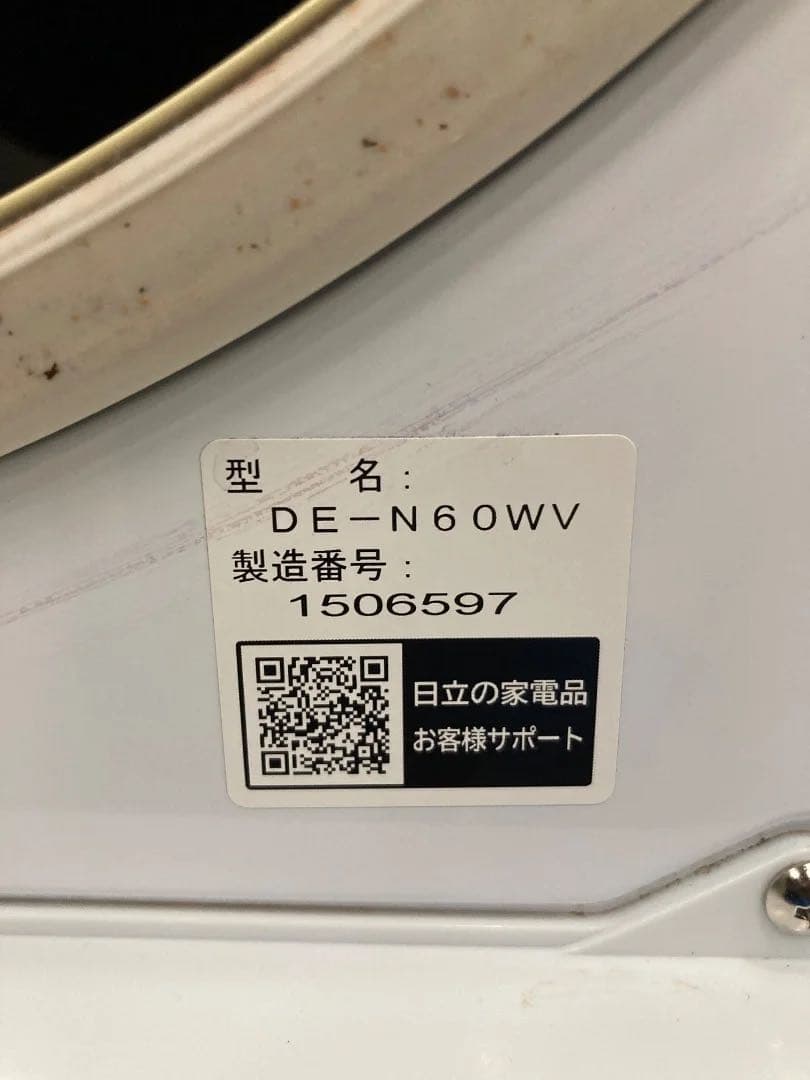 型　　名：
ＤＥ－Ｎ６０ＷＶ
製造番号：
1506597
日立の家電品
お客様サポート